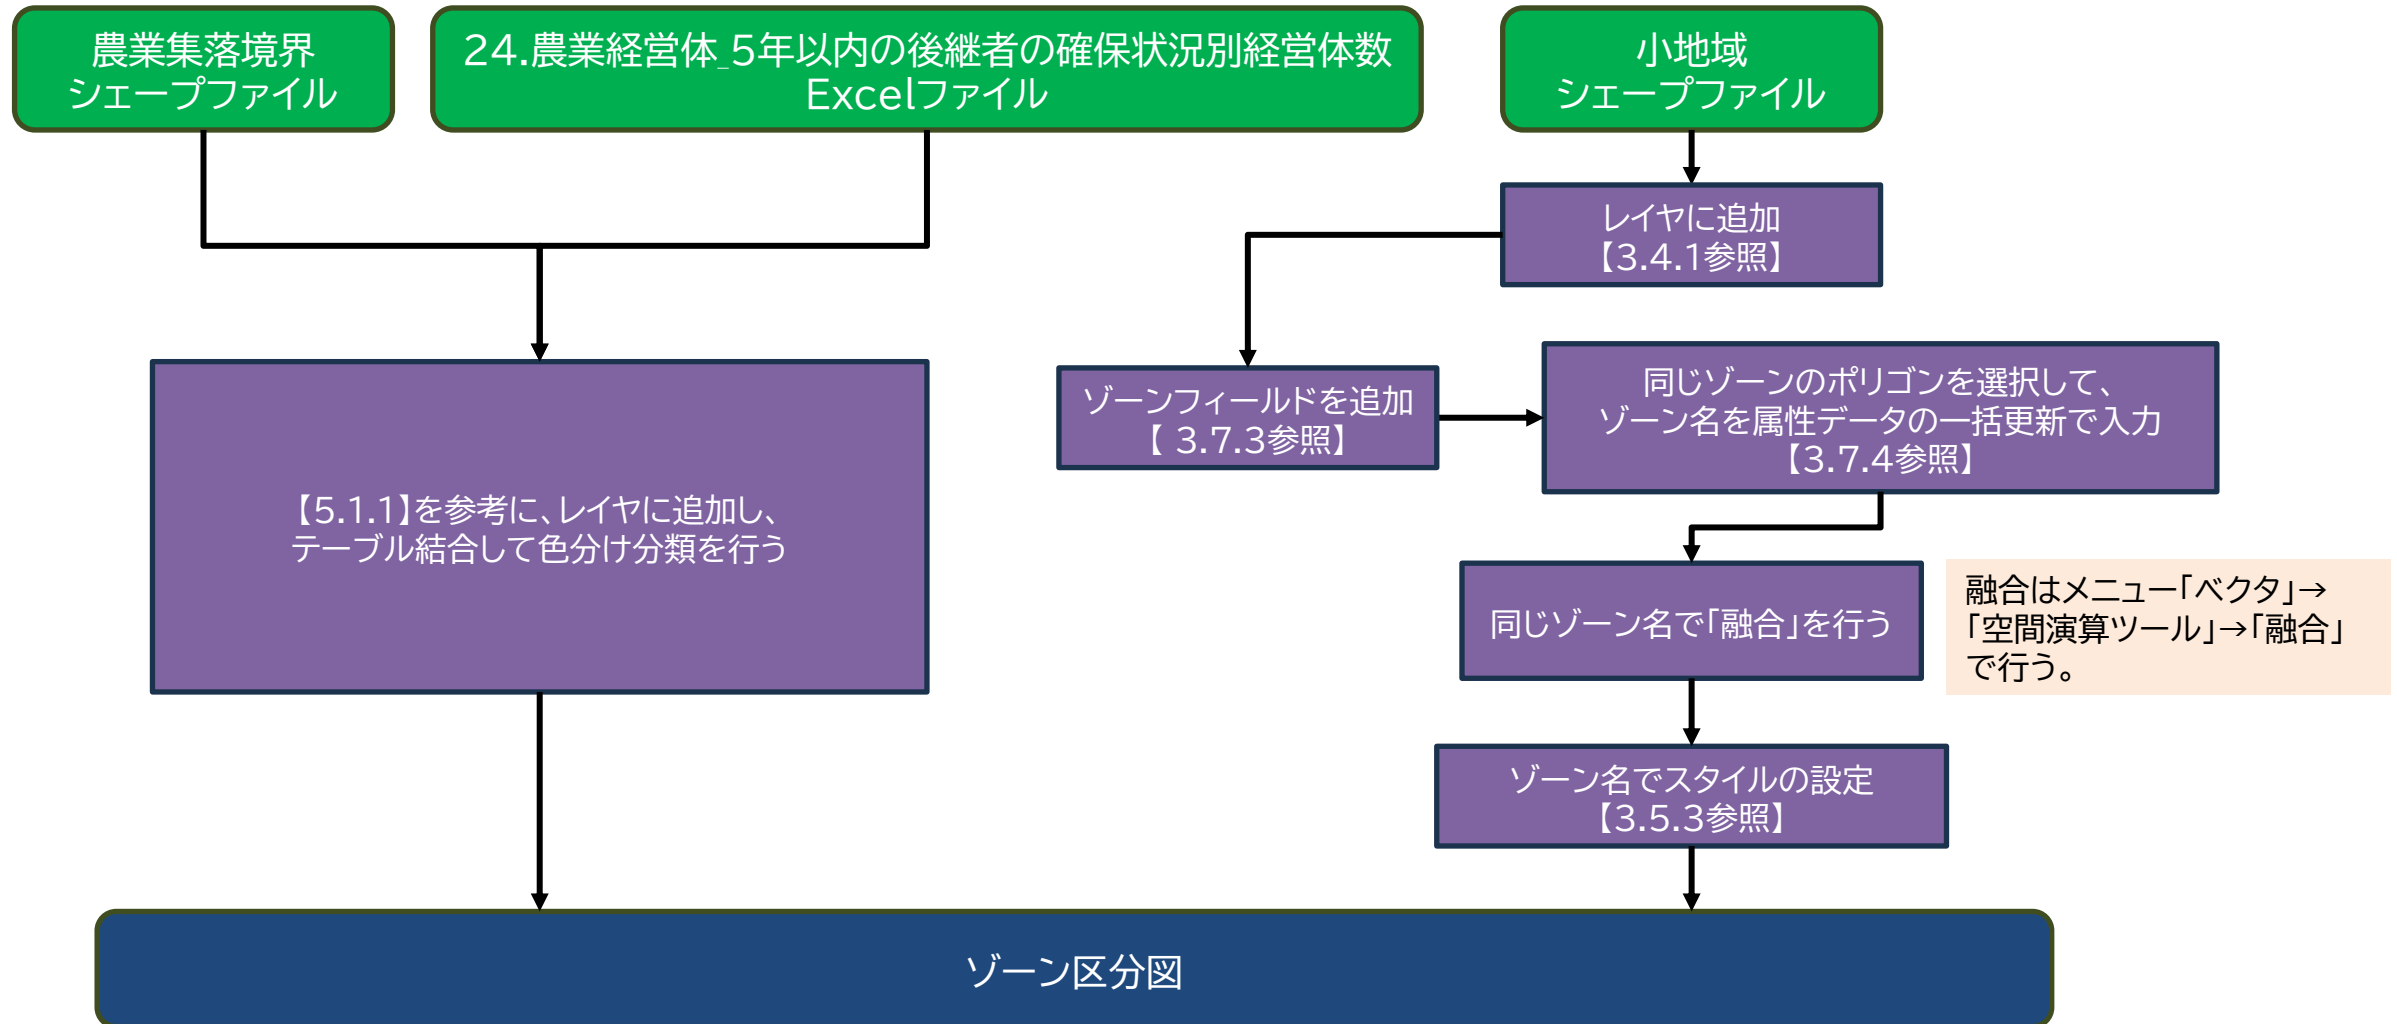 農業集落境界
シェープファイル
24.農業経営体_5年以内の後継者の確保状況別経営体数
Excelファイル
小地域
シェープファイル
レイヤに追加
【3.4.1参照】
ゾーンフィールドを追加
【 3.7.3参照】
同じゾーンのポリゴンを選択して、
ゾーン名を属性データの一括更新で入力
【3.7.4参照】
【5.1.1】を参考に、レイヤに追加し、
テーブル結合して色分け分類を行う
同じゾーン名で「融合」を行う
融合はメニュー「ベクタ」→
「空間演算ツール」→「融合」
で行う。
ゾーン名でスタイルの設定
【3.5.3参照】
ゾーン区分図